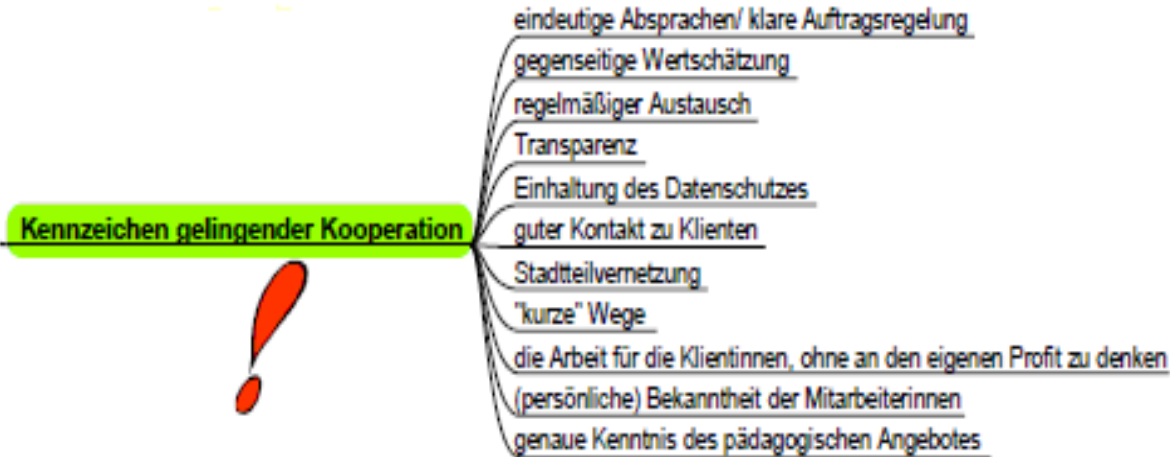 eindeutige Absprachen/ klare Auftragsregelung
gegenseitige Wertschätzung
regelmäßiger Austausch
Transparenz
Einhaltung des Datenschutzes
Kennzeichen gelingender Kooperation
guter Kontakt zu Klienten
Stadtteilvernetzung
"kurze" Wege
die Arbeit für die Klientinnen, ohne an den eigenen Profit zu denken
(persönliche) Bekanntheit der Mitarbeiterinnen
genaue Kenntnis des pädagogischen Angebotes